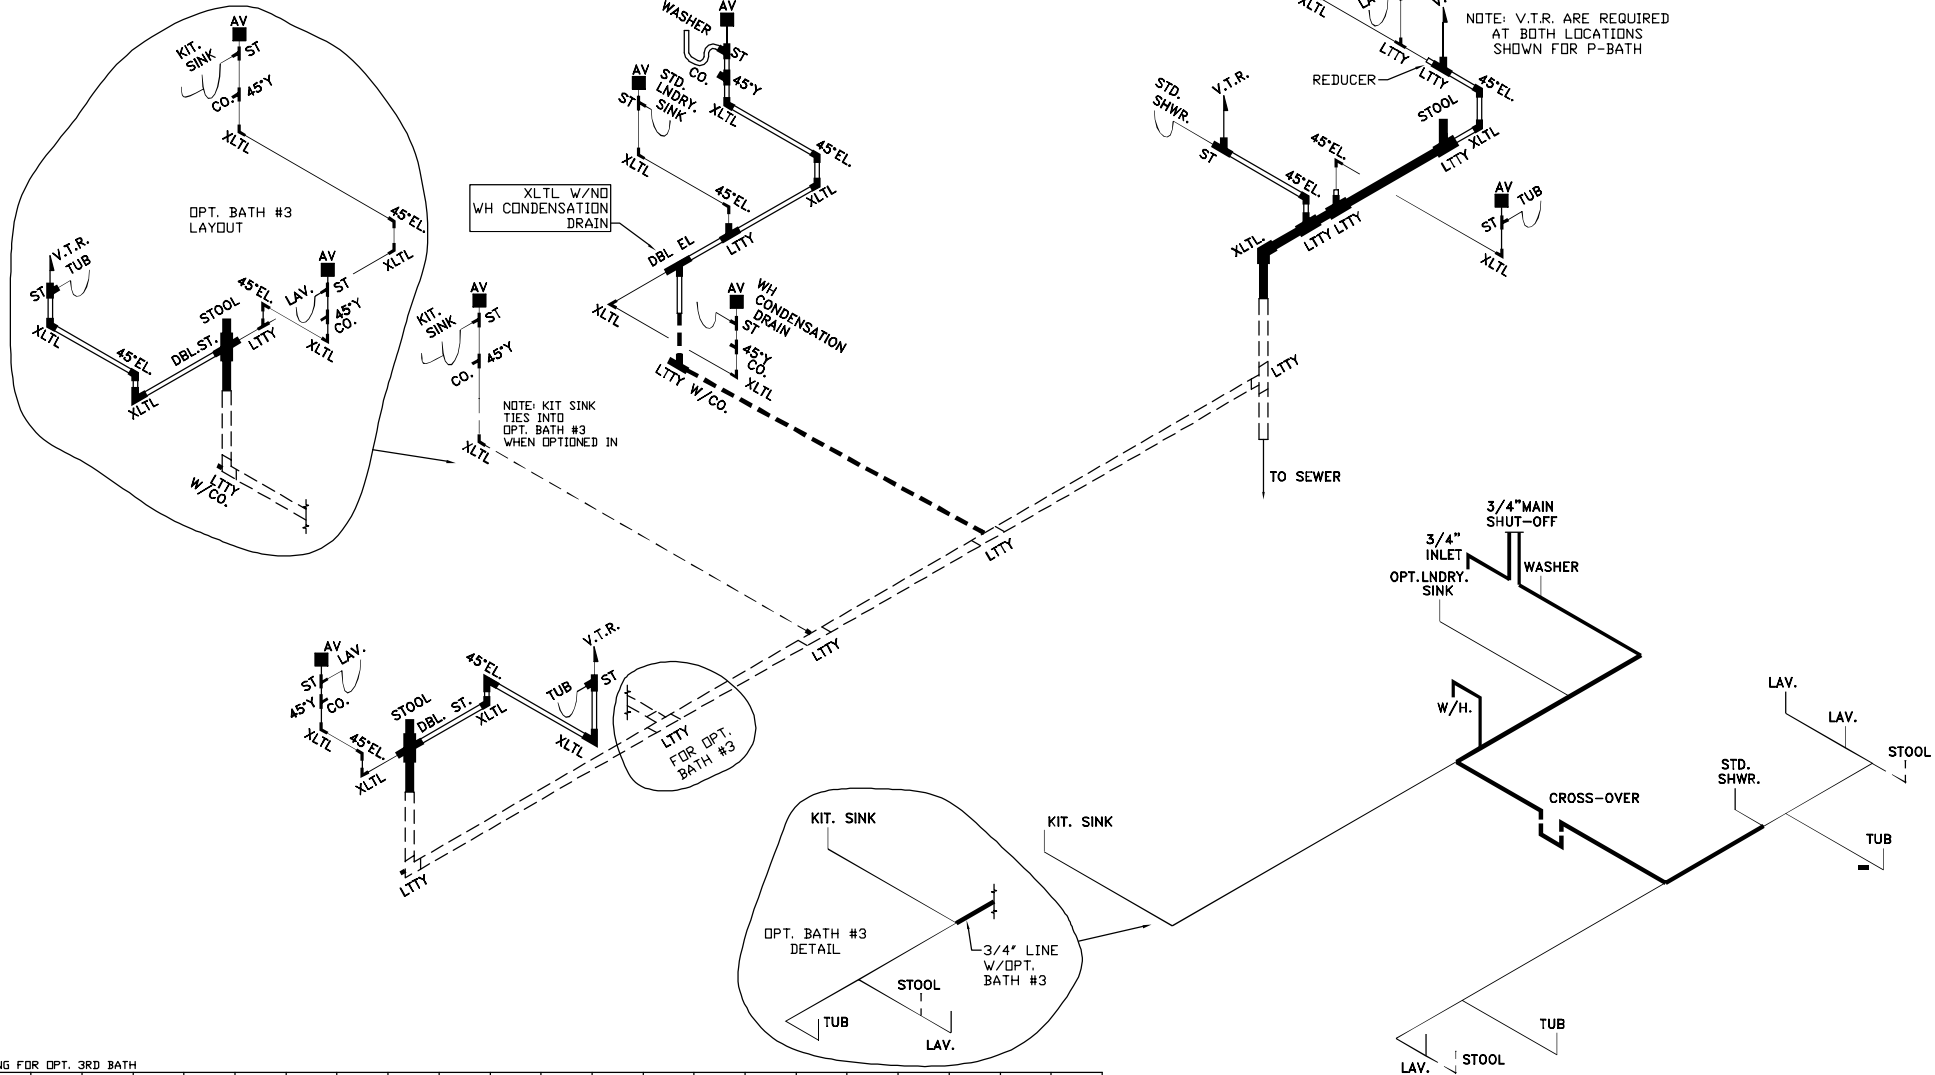 AV
KIT.
SINK
ST
CO.
45°Y
XLTL
OPT. BATH #3
LAYOUT
45°EL.
XLTL
V.T.R.
TUB
ST
XLTL
45°EL.
XLTL
DBL.ST.
STOOL
45°EL.
LTTY
LAV.
AV
ST
45°Y
CO.
XLTL
LTTY
W/CO.
WASHER
AV
ST
CO.
45°Y
XLTL
AV
STD.
LNDRY.
SINK
ST
XLTL
45°EL.
45°EL.
XLTL
LTTY
XLTL W/NO
WH CONDENSATION
DRAIN
DBL EL
XLTL
AV
WH
CONDENSATION
DRAIN
ST
45°Y
CO.
XLTL
LTTY W/CO.
AV
KIT.
SINK
ST
45°Y
CO.
XLTL
NOTE: KIT SINK
TIES INTO
OPT. BATH #3
WHEN OPTIONED IN
XLTL
LTTY
NOTE: V.T.R. ARE REQUIRED
AT BOTH LOCATIONS
SHOWN FOR P-BATH
REDUCER
LTTY
45°EL.
STOOL
XLTL
LTTY
STD.
SHWR.
V.T.R.
ST
45°EL.
45°EL.
LTTY
LTTY
XLTL.
AV
TUB
ST
XLTL
LTTY
TO SEWER
LTTY
LTTY
AV
LAV.
ST
45°Y
CO.
XLTL
45°EL.
XLTL
STOOL
DBL. ST.
45°EL.
XLTL
TUB
V.T.R.
ST
XLTL
LTTY
FOR OPT.
BATH #3
LTTY
3/4"MAIN
SHUT-OFF
3/4"
INLET
WASHER
OPT.LNDRY.
SINK
W/H.
CROSS-OVER
LAV.
LAV.
STOOL
STD.
SHWR.
TUB
KIT. SINK
KIT. SINK
OPT. BATH #3
DETAIL
3/4" LINE
W/OPT.
BATH #3
STOOL
TUB
LAV.
TUB
LAV.
STOOL
FOR OPT. 3RD BATH